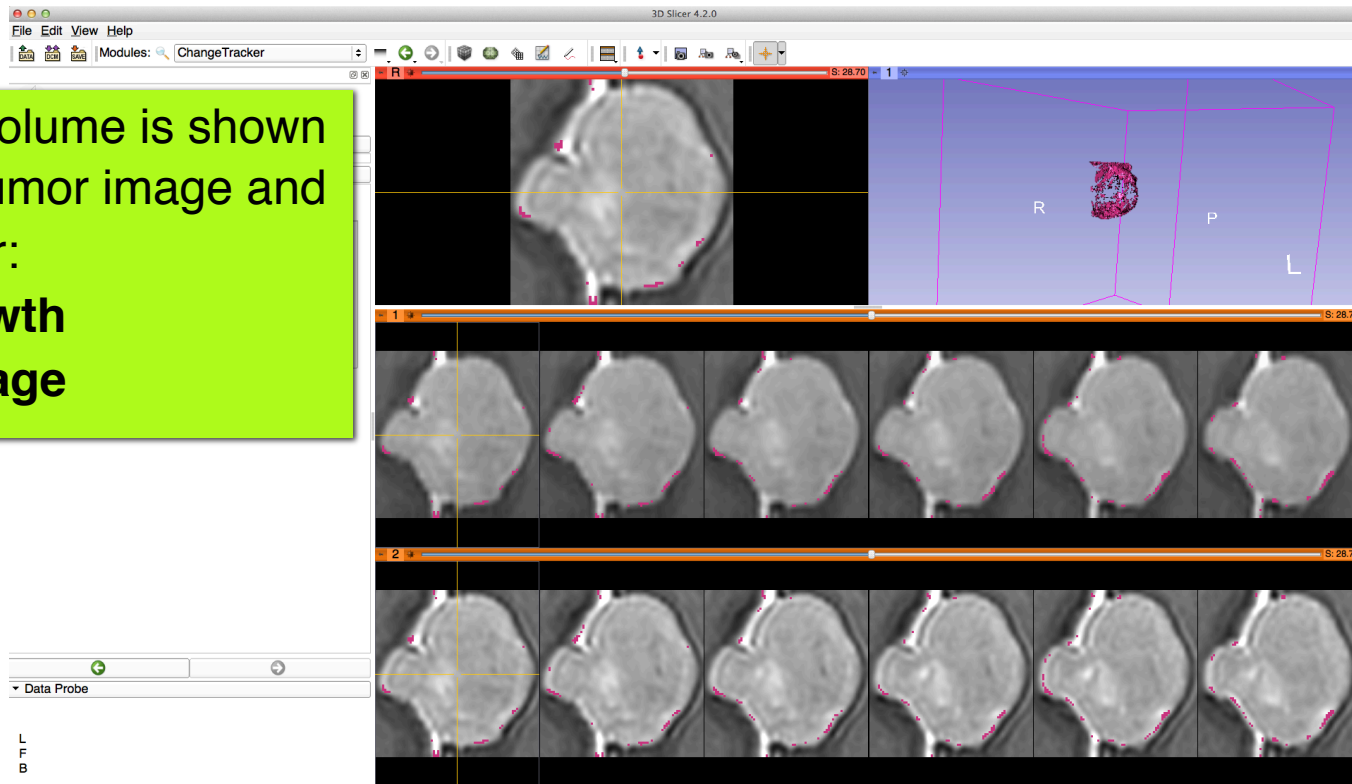 3D Slicer 4.2.0
File Edit View Help
DATA DCM SAVE Modules: ChangeTracker
R S: 28.70 1
olume is shown
umor image and
r:
wth
age
R P
L
1 S: 28.7
2 S: 28.7
Data Probe
L
F
B